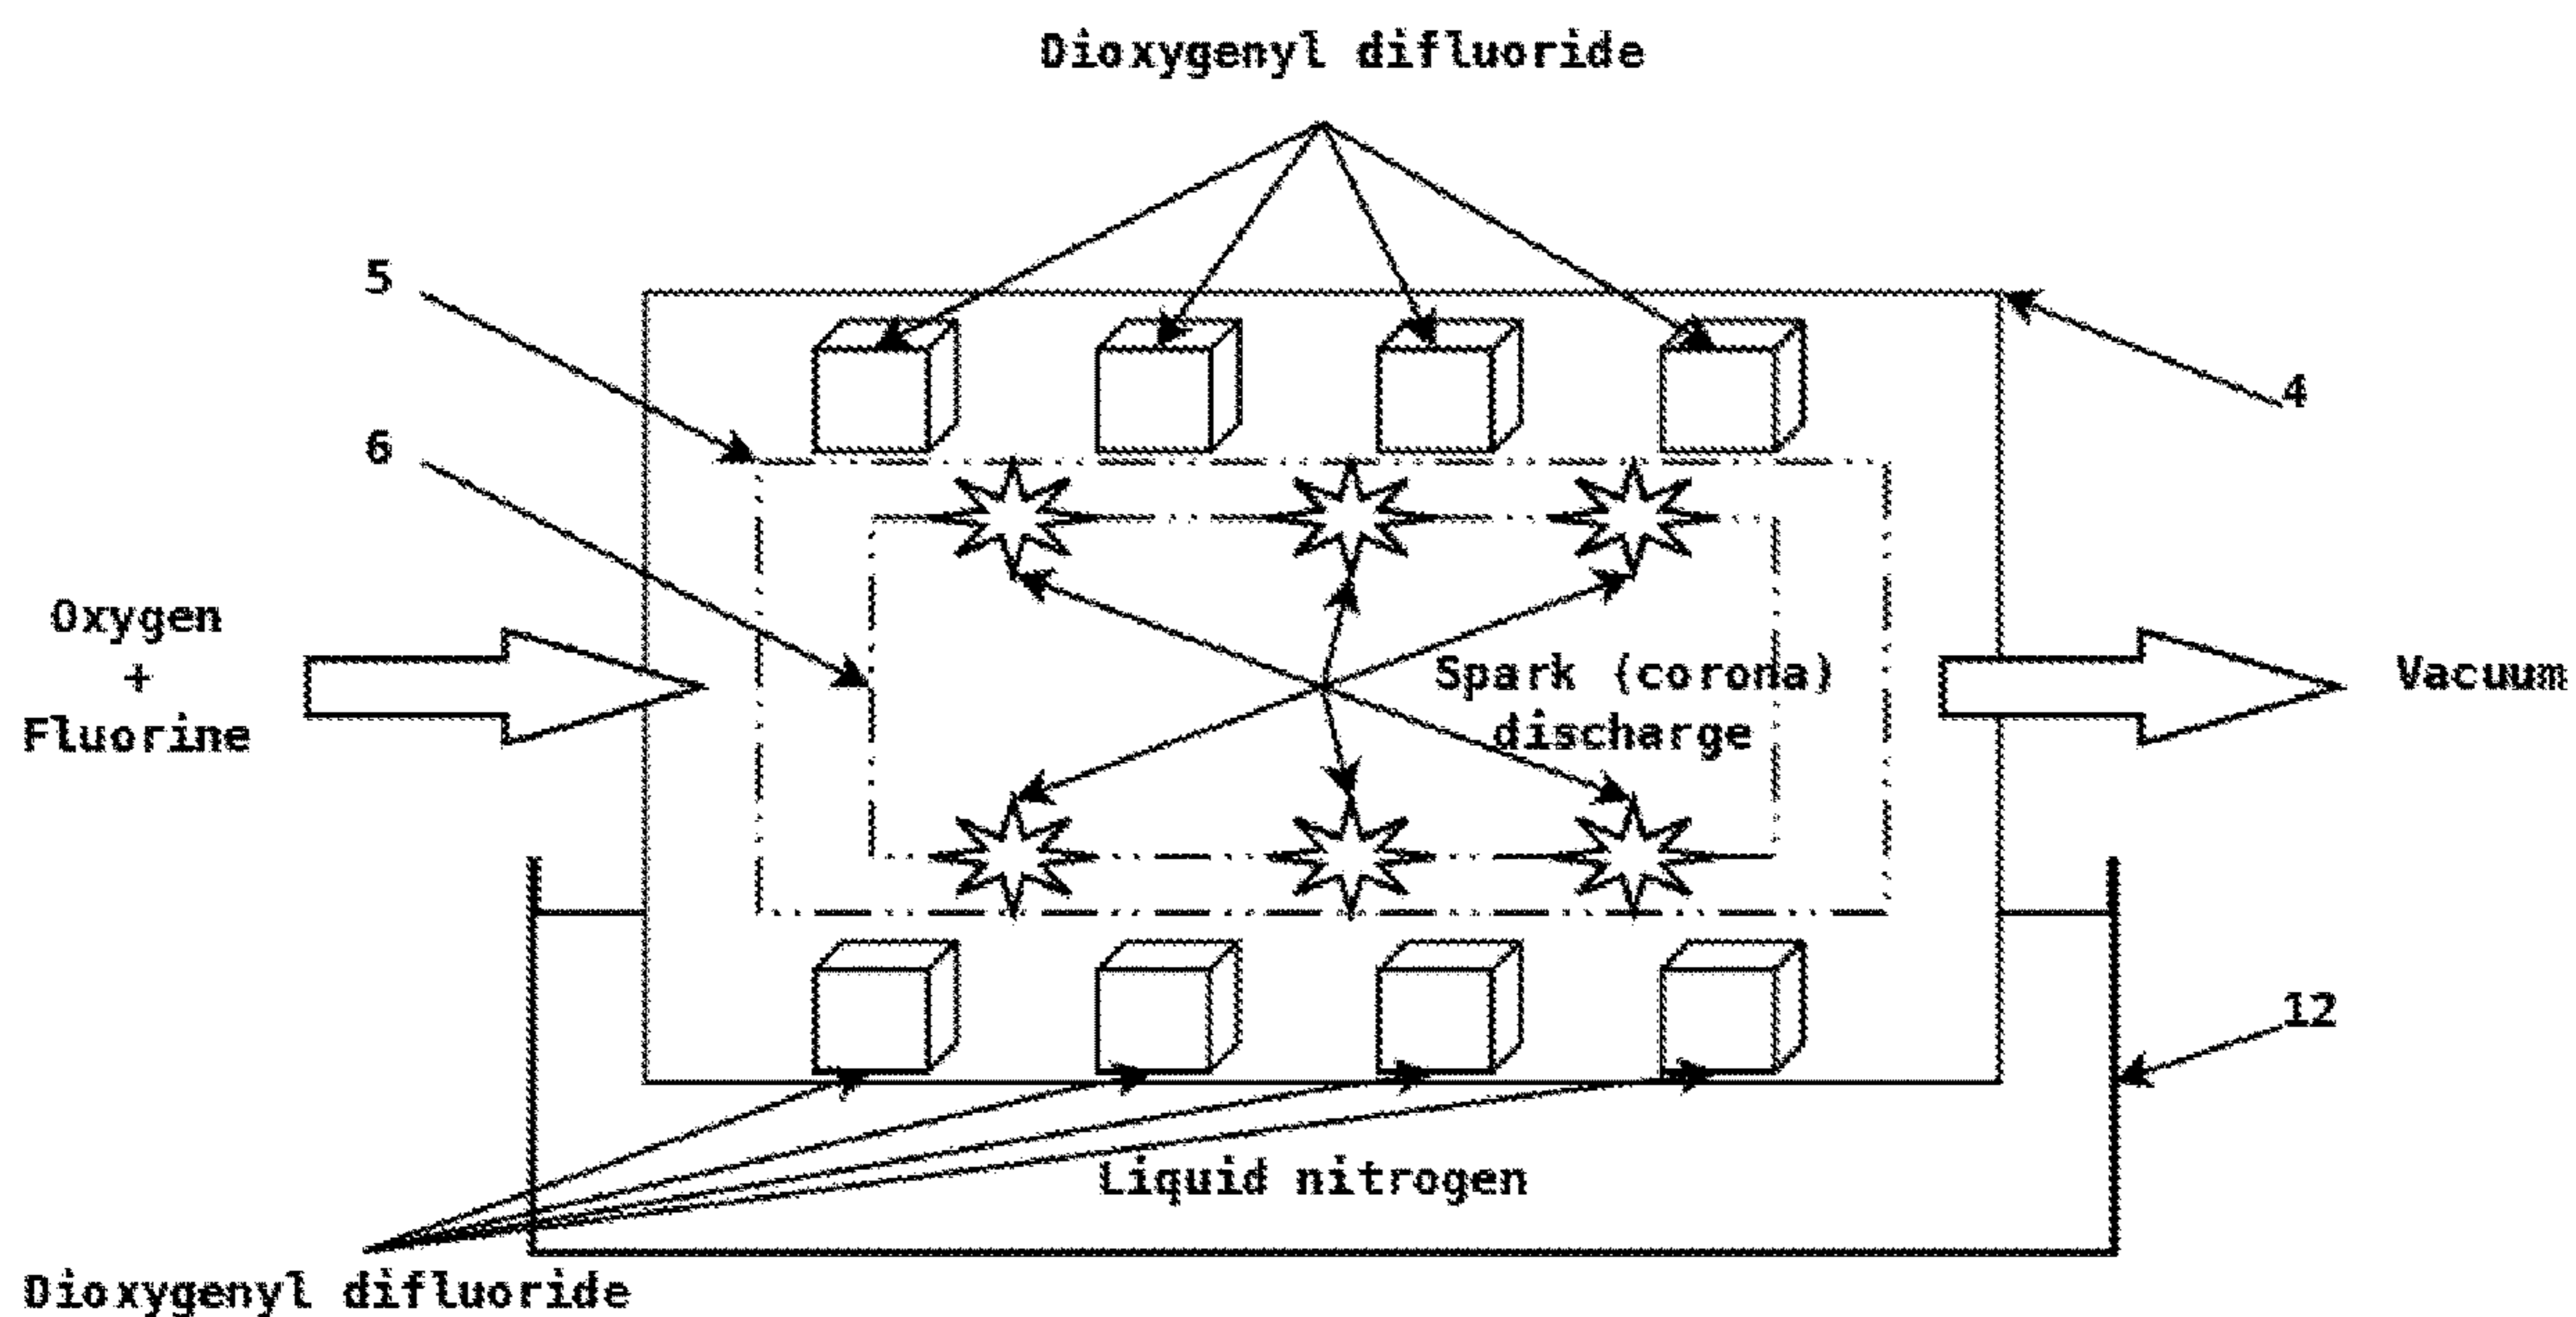 Dioxygenyl difluoride
5
4
6
Oxygen
+
Fluorine
Spark (corona)
discharge
Vacuum
12
Liquid nitrogen
Dioxygenyl difluoride